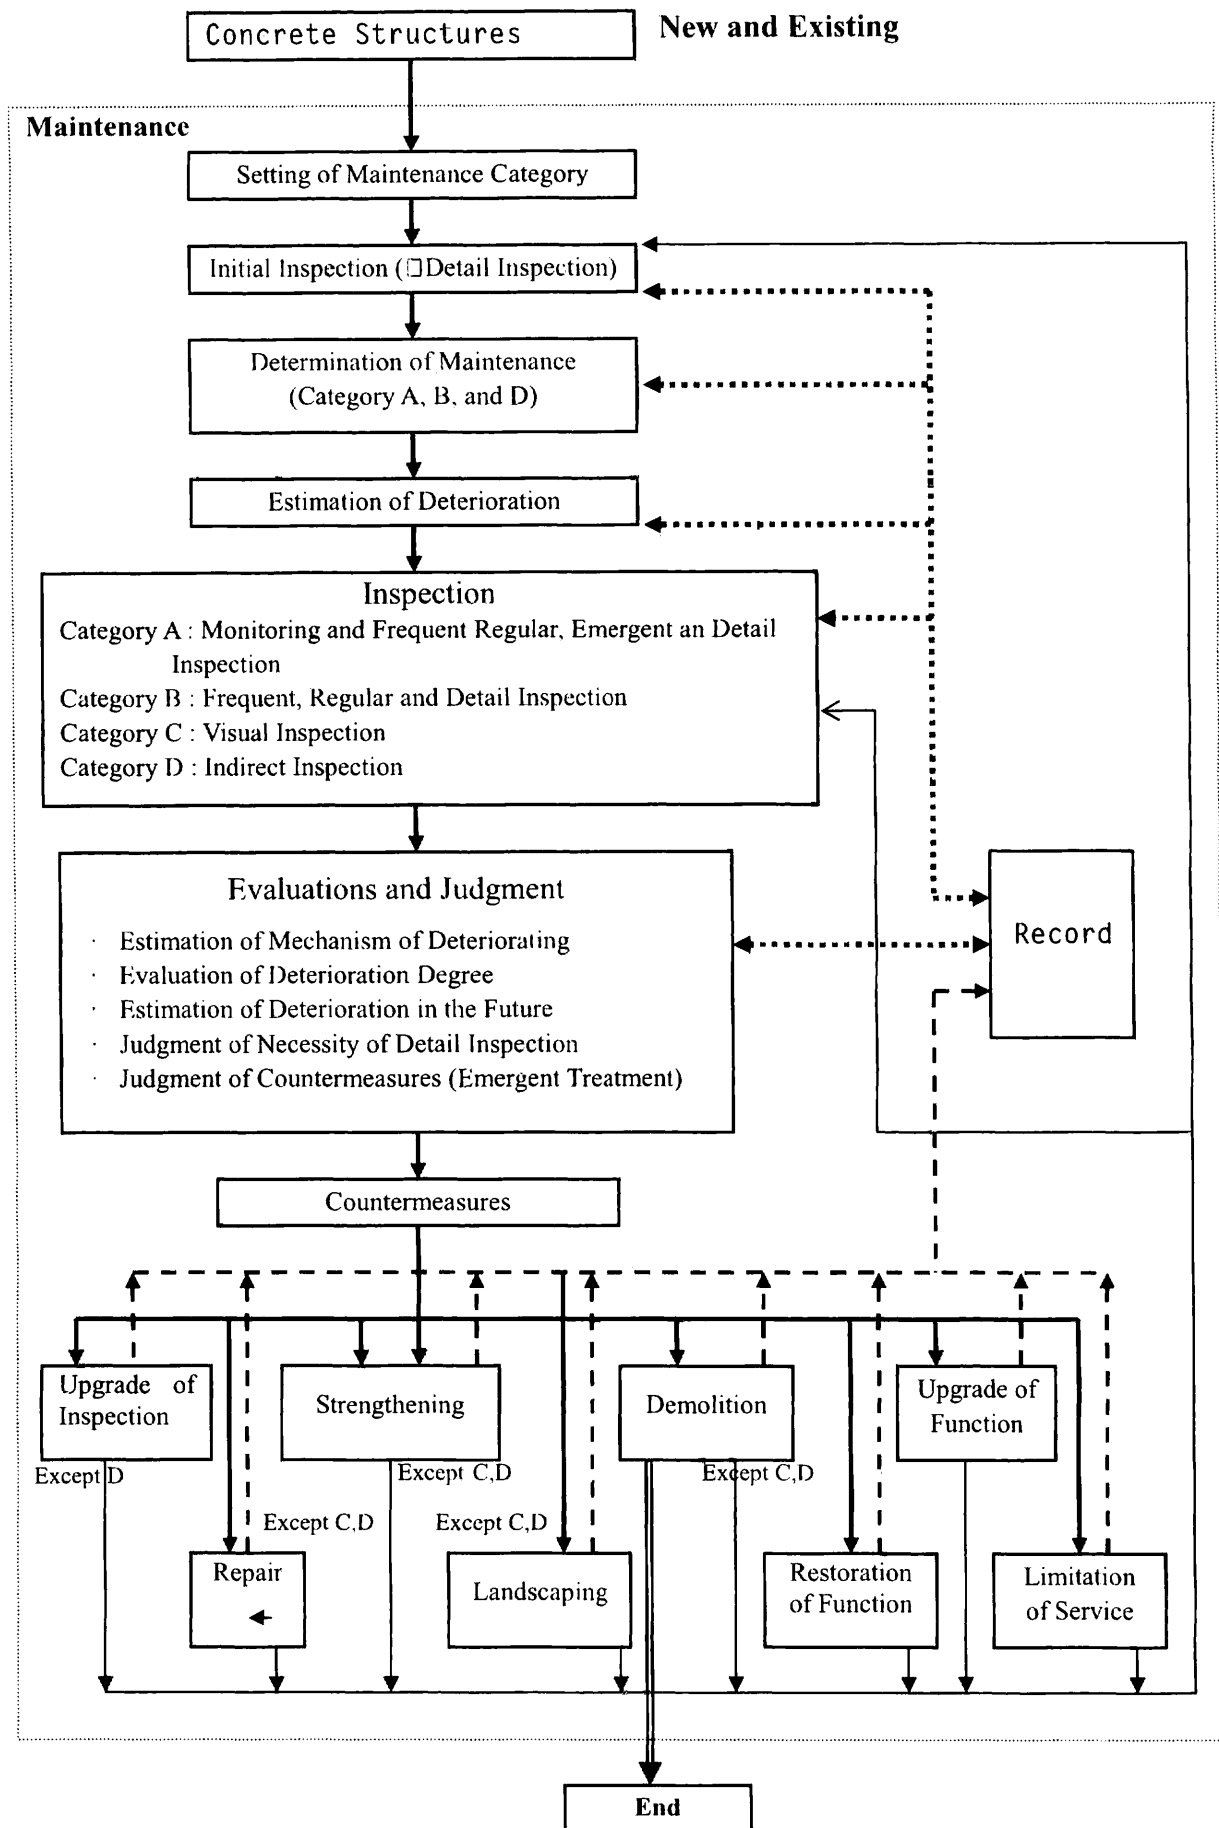 Concrete Structures
New and Existing
Maintenance
Setting of Maintenance Category
Initial Inspection (□Detail Inspection)
Determination of Maintenance
(Category A, B, and D)
Estimation of Deterioration
Inspection
Category A : Monitoring and Frequent Regular, Emergent an Detail
Inspection
Category B : Frequent, Regular and Detail Inspection
Category C : Visual Inspection
Category D : Indirect Inspection
Evaluations and Judgment
· Estimation of Mechanism of Deteriorating
· Evaluation of Deterioration Degree
· Estimation of Deterioration in the Future
· Judgment of Necessity of Detail Inspection
· Judgment of Countermeasures (Emergent Treatment)
Record
Countermeasures
Upgrade of
Inspection
Strengthening
Demolition
Upgrade of
Function
Except D
Except C,D
Except C,D
Except C,D
Except C,D
Repair
Landscaping
Restoration
of Function
Limitation
of Service
End